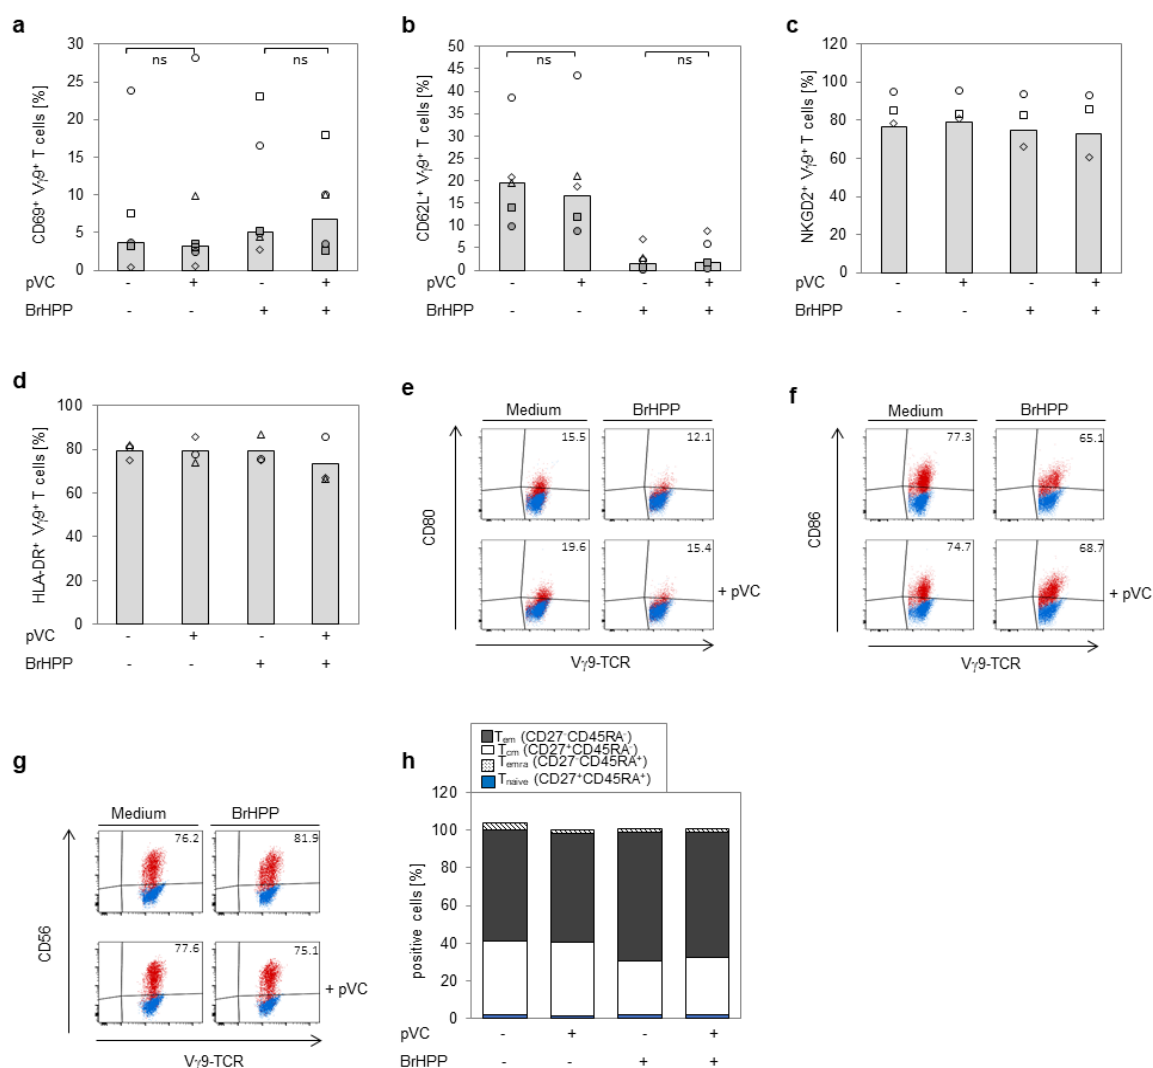 a
CD69⁺ Vγ9⁺ T cells [%]
30
25
20
15
10
5
0
ns
ns
pVC - + - +
BrHPP - - + +
b
CD62L⁺ Vγ9⁺ T cells [%]
50
45
40
35
30
25
20
15
10
5
0
ns
ns
pVC - + - +
BrHPP - - + +
c
NKGD2⁺ Vγ9⁺ T cells [%]
120
100
80
60
40
20
0
pVC - + - +
BrHPP - - + +
d
HLA-DR⁺ Vγ9⁺ T cells [%]
100
80
60
40
20
0
pVC - + - +
BrHPP - - + +
e
Medium BrHPP
CD80
15.5 12.1
19.6 15.4
+ pVC
Vγ9-TCR
f
Medium BrHPP
CD86
77.3 65.1
74.7 68.7
+ pVC
Vγ9-TCR
g
Medium BrHPP
CD56
76.2 81.9
77.6 75.1
+ pVC
Vγ9-TCR
h
Tem (CD27⁻CD45RA⁻)
Tcm (CD27⁺CD45RA⁻)
Temra (CD27⁻CD45RA⁺)
Tnaive (CD27⁺CD45RA⁺)
positive cells [%]
120
100
80
60
40
20
0
pVC - + - +
BrHPP - - + +